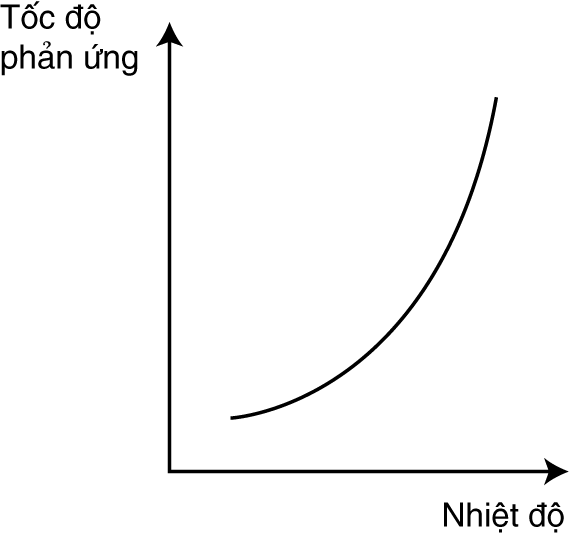 Tốc độ
phản ứng
Nhiệt độ